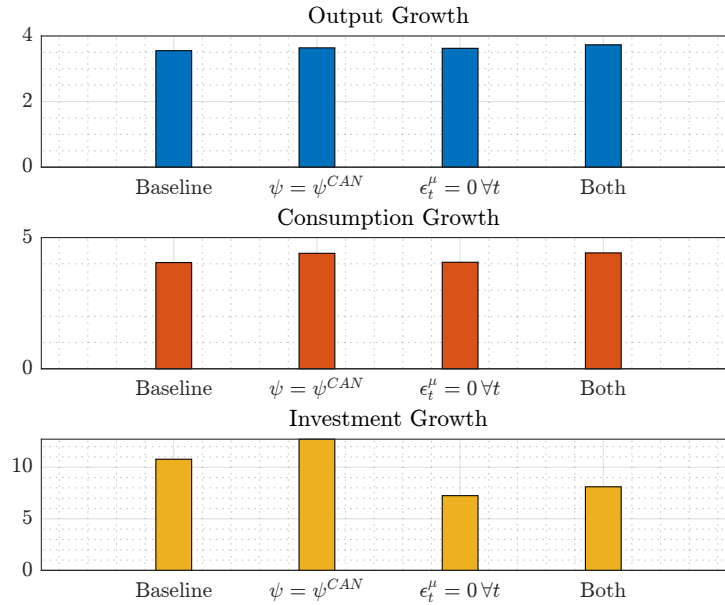 Output Growth
4
2
0
Baseline
ψ = ψ^{CAN}
ϵ_t^μ = 0 ∀t
Both
Consumption Growth
5
0
Baseline
ψ = ψ^{CAN}
ϵ_t^μ = 0 ∀t
Both
Investment Growth
10
5
0
Baseline
ψ = ψ^{CAN}
ϵ_t^μ = 0 ∀t
Both